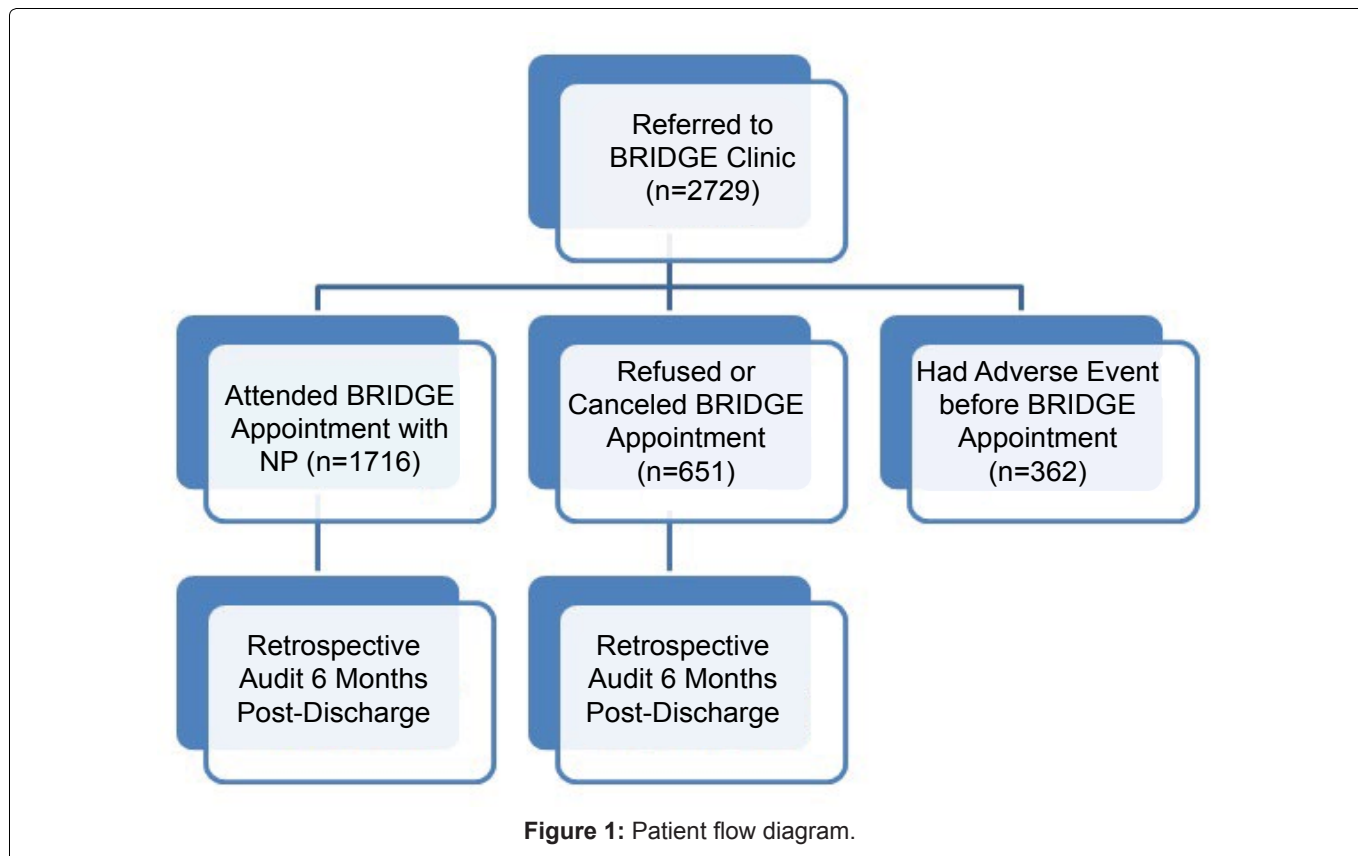 Referred to
BRIDGE Clinic
(n=2729)
Attended BRIDGE
Appointment with
NP (n=1716)
Refused or
Canceled BRIDGE
Appointment
(n=651)
Had Adverse Event
before BRIDGE
Appointment
(n=362)
Retrospective
Audit 6 Months
Post-Discharge
Retrospective
Audit 6 Months
Post-Discharge
Figure 1: Patient flow diagram.